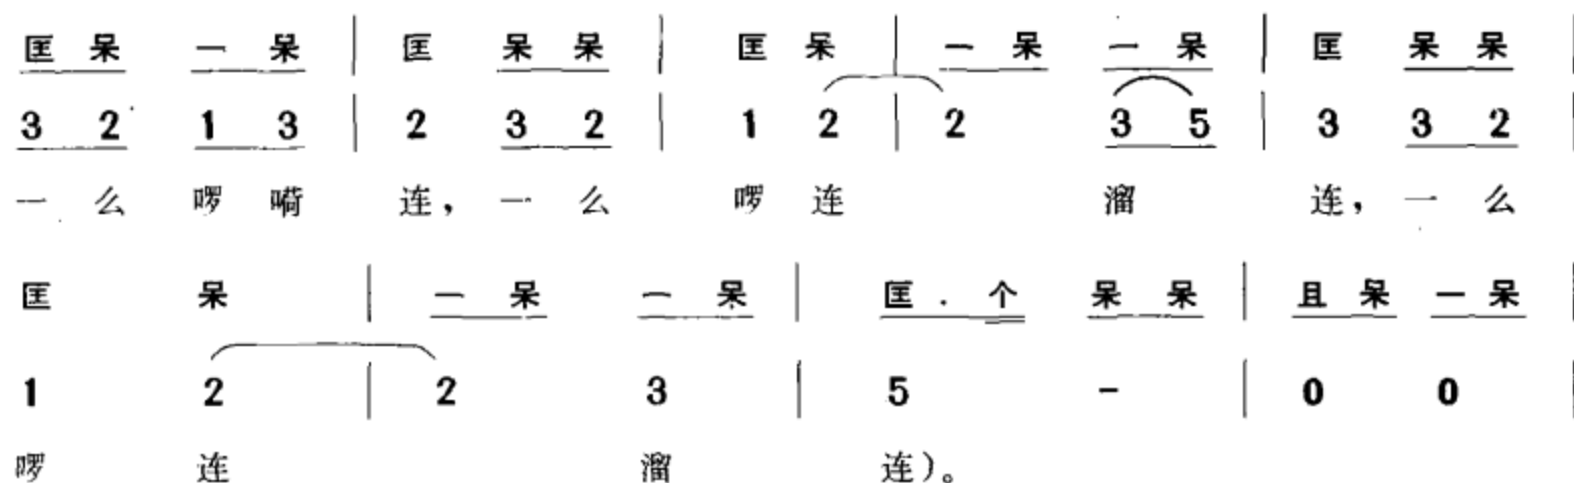 匡 呆 一 呆 | 匡 呆 呆 | 匡 呆 | 一 呆 一 呆 | 匡 呆 呆
3 2 1 3 | 2 3 2 | 1 2 | 2 3 5 | 3 3 2 |
一 么 啰 嗬 连， 一 么 啰 连 溜 连， 一 么
匡 呆 | 一 呆 一 呆 | 匡 . 个 呆 呆 | 且 呆 一 呆
1 2 | 2 3 | 5 - | 0 0 |
啰 连 溜 连）。